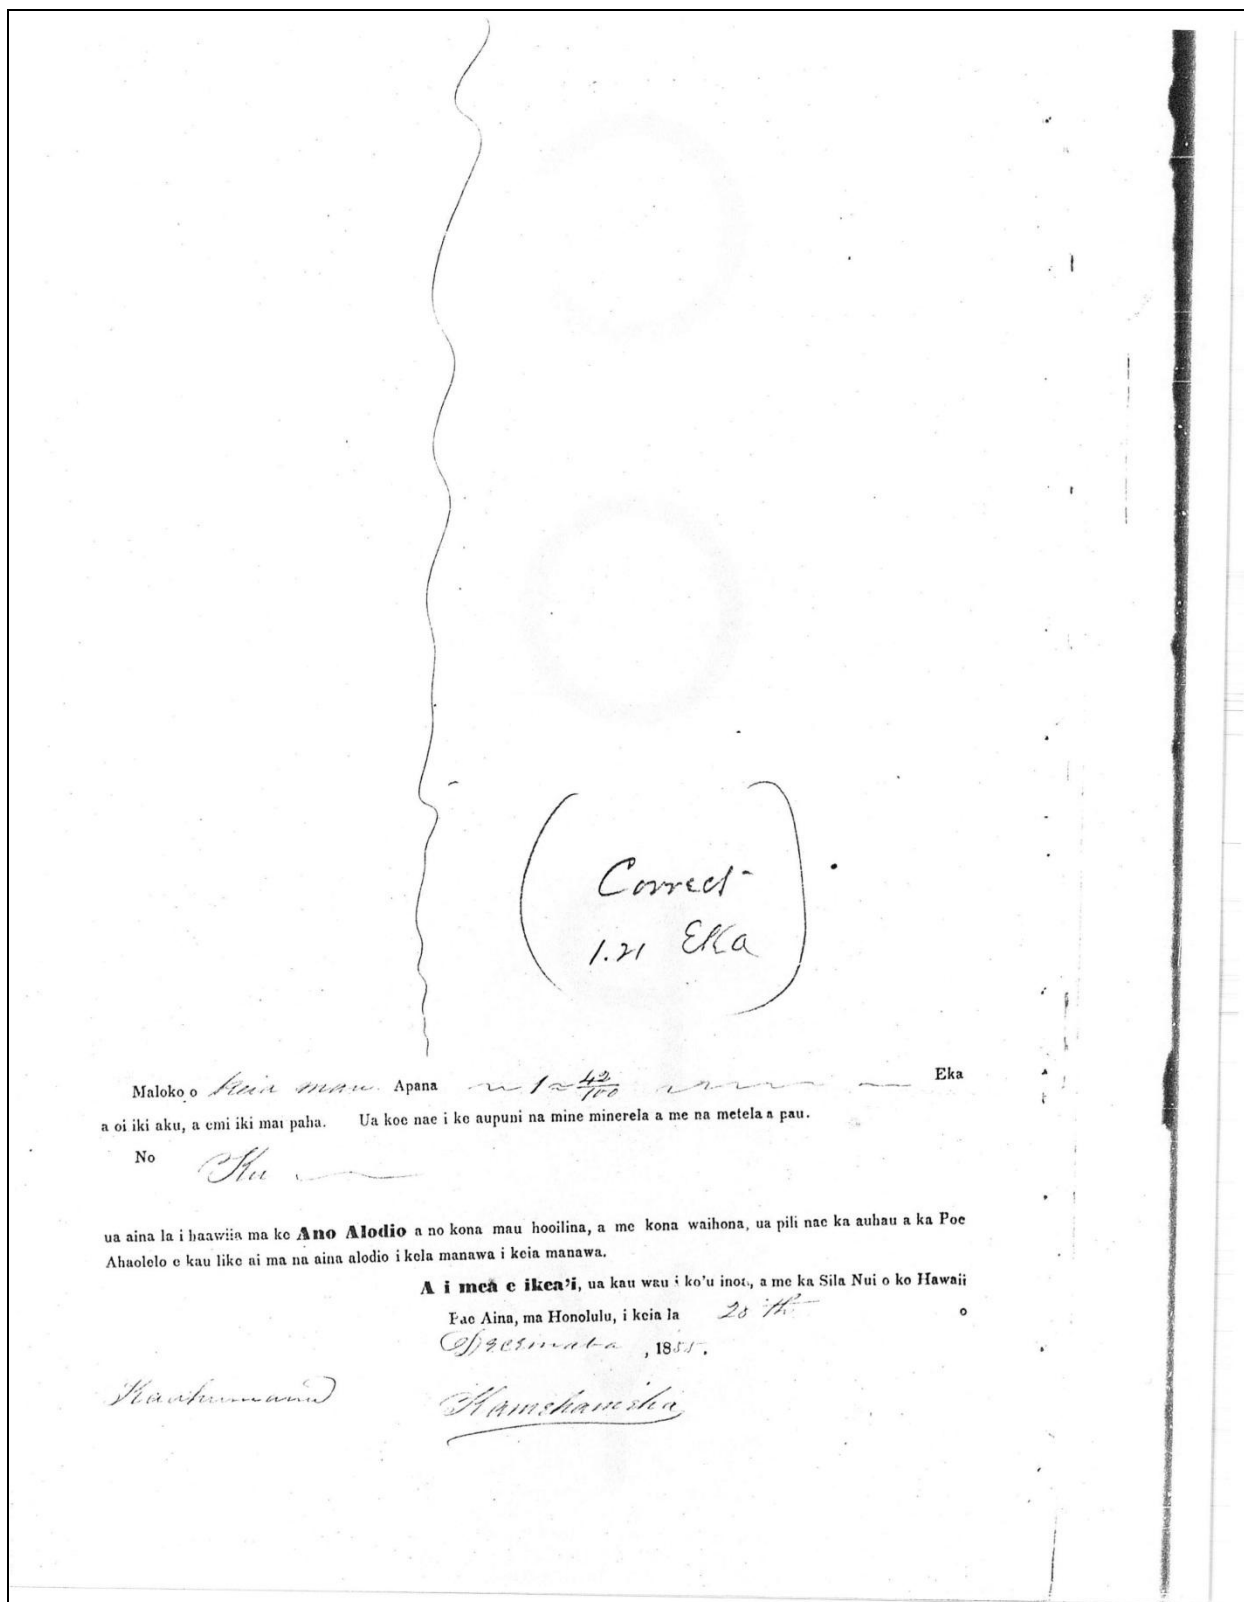 Correct
1.21 Eka
Maloko o keia mau Apana 1 42/100 Eka
a oi iki aku, a emi iki mai paha. Ua koe nae i ke aupuni na mine minerela a me na metela a pau.
No Ku
ua aina la i haawiia ma ke Ano Alodio a no kona mau hooilina, a me kona waihona, ua pili nae ka auhau a ka Poe
Ahaolelo e kau like ai ma na aina alodio i kela manawa i keia manawa.
A i mea e ikea'i, ua kau wau i ko'u inoa, a me ka Sila Nui o ko Hawaii
Pae Aina, ma Honolulu, i keia la 20th o
Decemaba, 1855.
Kaahumanu Kamehameha